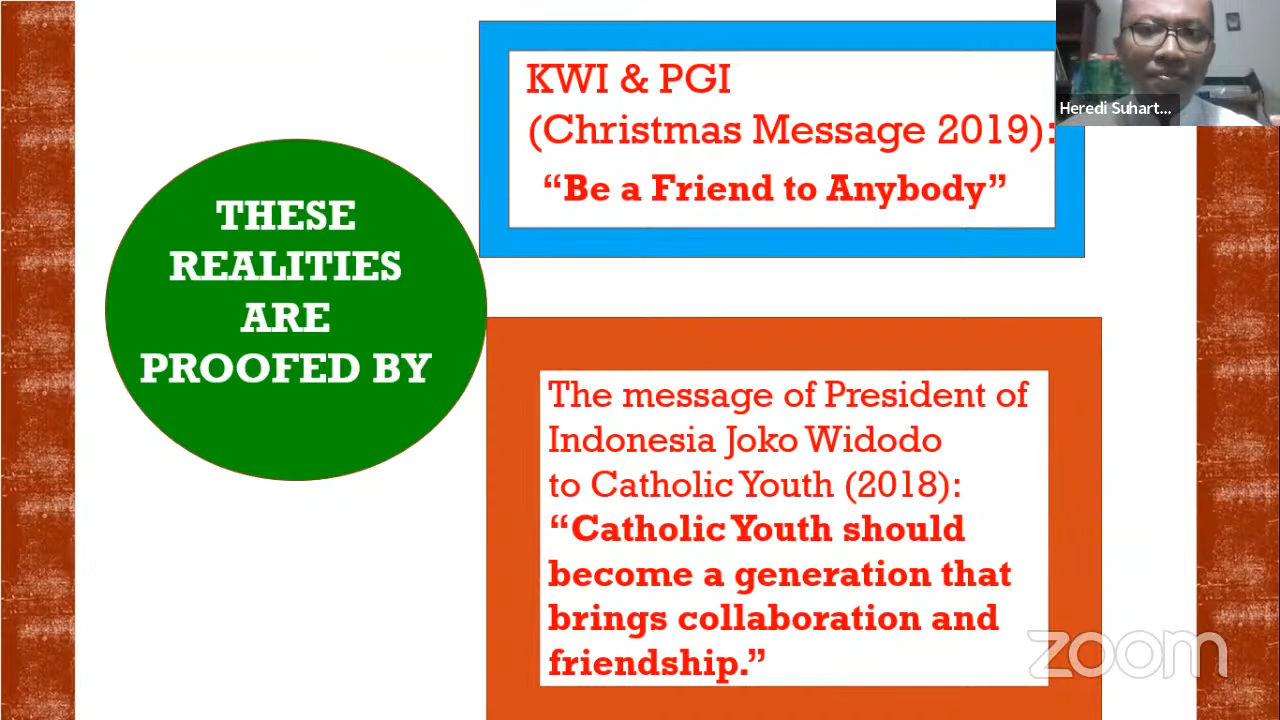 KWI & PGI
(Christmas Message 2019):
“Be a Friend to Anybody”
Heredi Suhart...
THESE
REALITIES
ARE
PROOFED BY
The message of President of
Indonesia Joko Widodo
to Catholic Youth (2018):
“Catholic Youth should
become a generation that
brings collaboration and
friendship.”
zoom